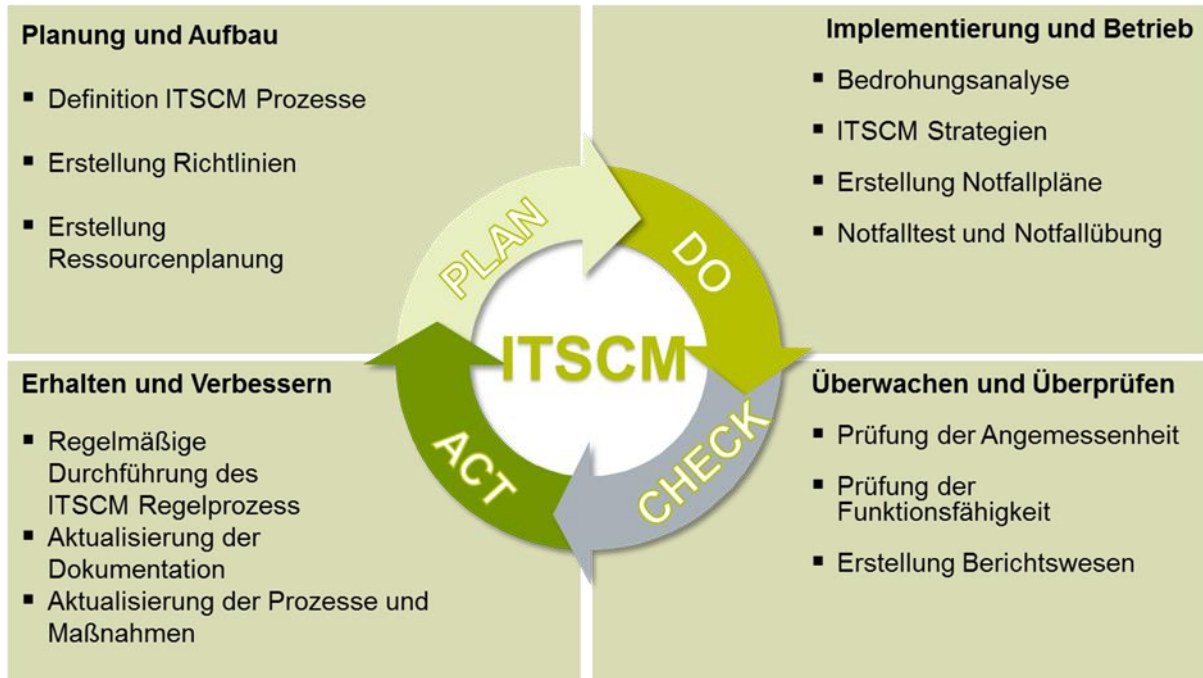 Planung und Aufbau
▪ Definition ITSCM Prozesse
▪ Erstellung Richtlinien
▪ Erstellung
Ressourcenplanung
Implementierung und Betrieb
▪ Bedrohungsanalyse
▪ ITSCM Strategien
▪ Erstellung Notfallpläne
▪ Notfalltest und Notfallübung
PLAN
DO
ITSCM
ACT
CHECK
Erhalten und Verbessern
▪ Regelmäßige
Durchführung des
ITSCM Regelprozess
▪ Aktualisierung der
Dokumentation
▪ Aktualisierung der Prozesse und
Maßnahmen
Überwachen und Überprüfen
▪ Prüfung der Angemessenheit
▪ Prüfung der
Funktionsfähigkeit
▪ Erstellung Berichtswesen